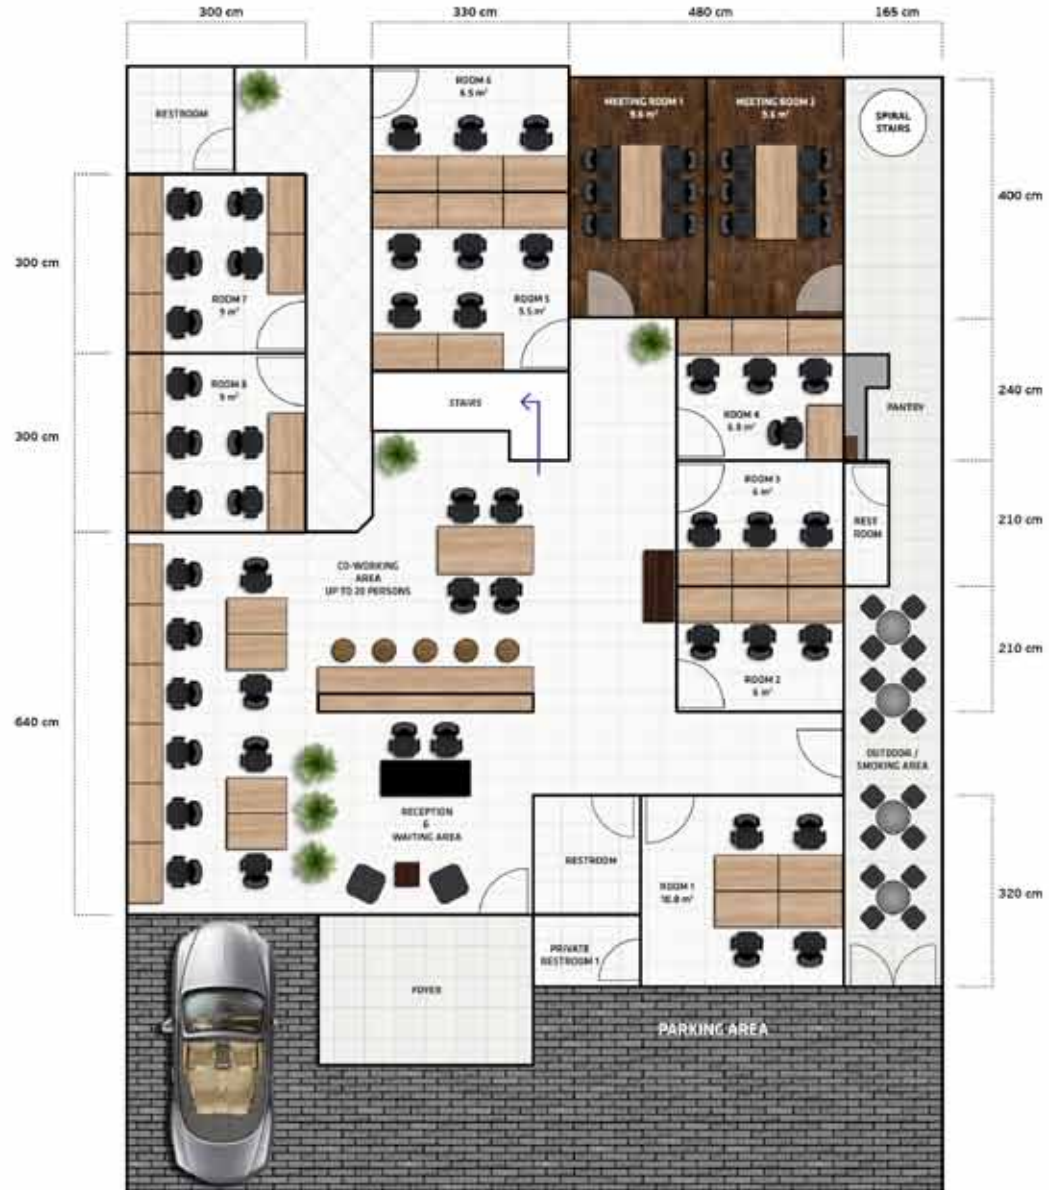 300 cm
330 cm
480 cm
165 cm
RESTROOM
ROOM 6
6.5 m²
MEETING ROOM 1
9.6 m²
MEETING ROOM 2
9.6 m²
SPIRAL
STAIRS
400 cm
300 cm
ROOM 7
9 m²
ROOM 5
5.5 m²
ROOM 8
9 m²
STAIRS
ROOM 4
6.8 m²
PANTRY
240 cm
300 cm
ROOM 3
6 m²
REST
ROOM
210 cm
CO-WORKING
AREA
UP TO 20 PERSONS
ROOM 2
6 m²
210 cm
640 cm
OUTDOOR /
SMOKING AREA
RECEPTION
&
WAITING AREA
RESTROOM
ROOM 1
10.8 m²
320 cm
PRIVATE
RESTROOM 1
FOYER
PARKING AREA